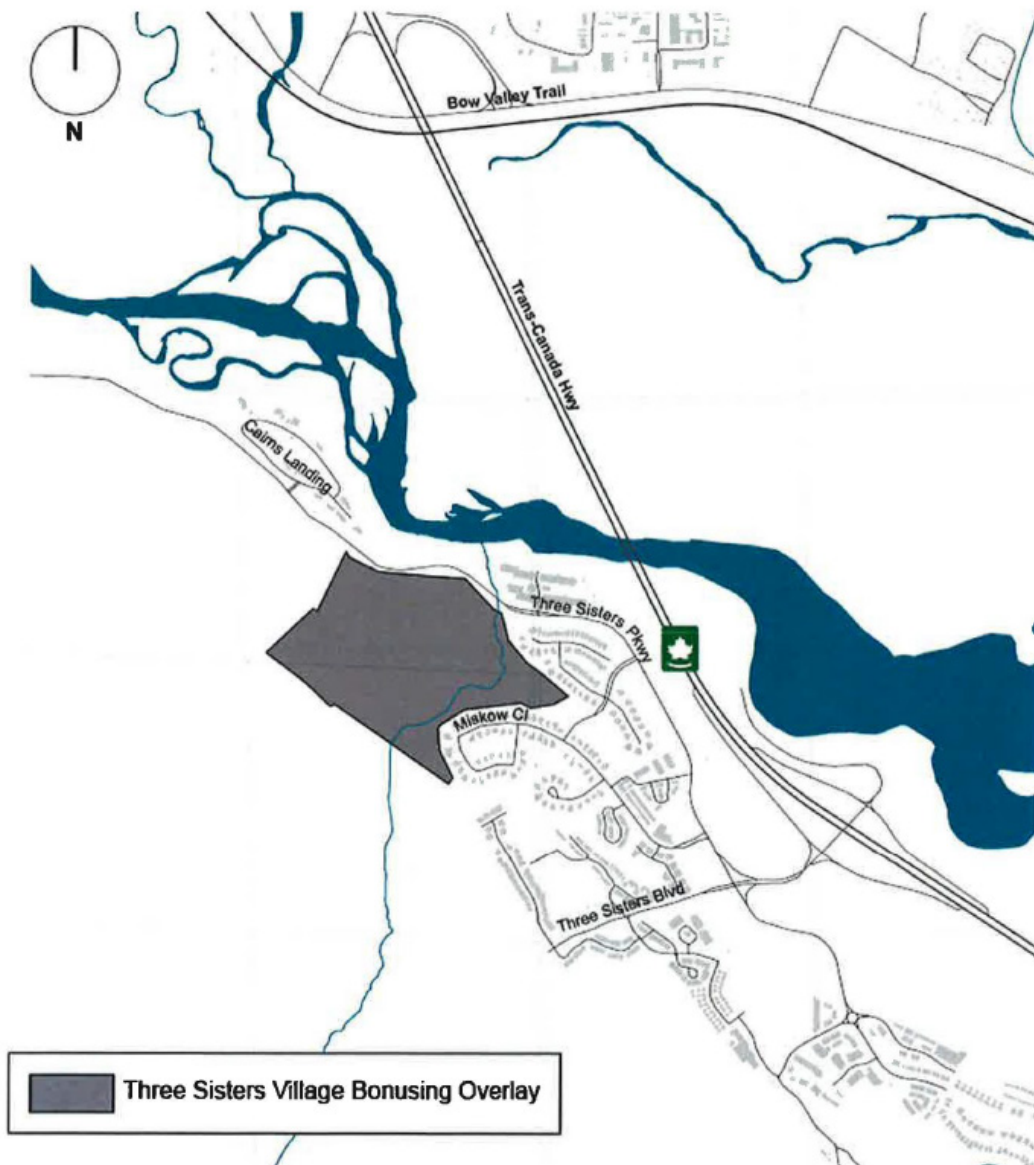 N
Bow Valley Trail
Trans-Canada Hwy
Cairns Landing
Three Sisters Pkwy
Miskow Cl
Three Sisters Blvd
Three Sisters Village Bonusing Overlay